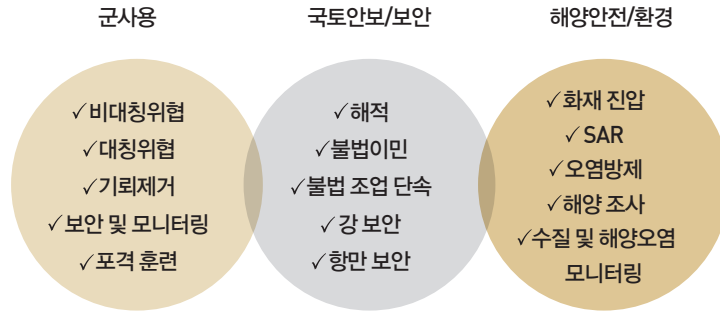 군사용
국토안보/보안
해양안전/환경
✓비대칭위협
✓대칭위협
✓기뢰제거
✓보안 및 모니터링
✓포격 훈련
✓해적
✓불법이민
✓불법 조업 단속
✓강 보안
✓항만 보안
✓화재 진압
✓SAR
✓오염방제
✓해양 조사
✓수질 및 해양오염
모니터링